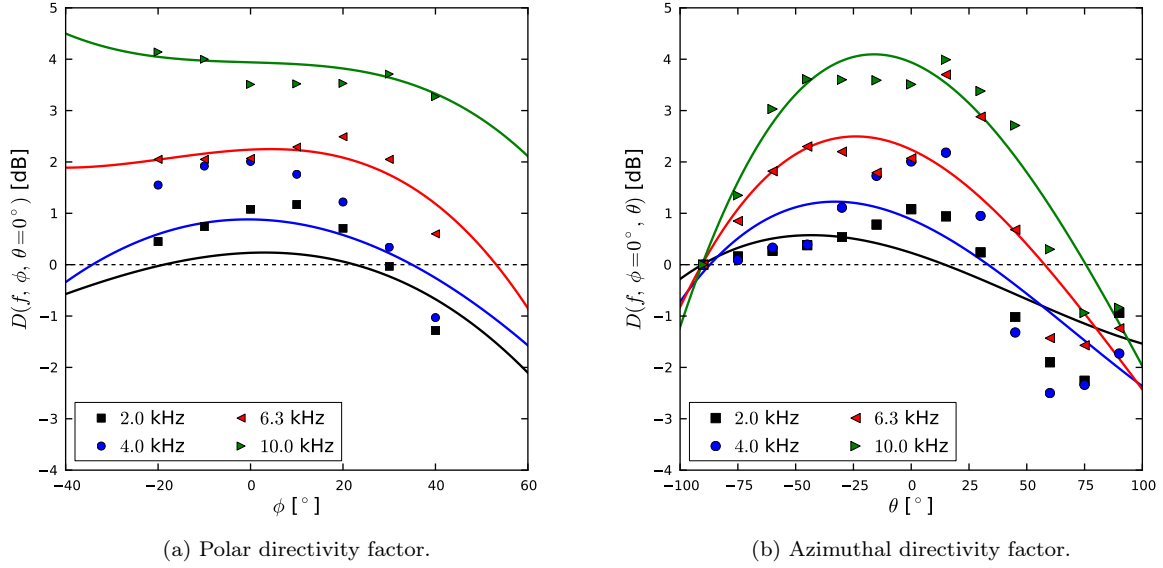 5
4
3
2
1
0
−1
−2
−3
−4
−40 −20 0 20 40 60
D(f, ϕ, θ=0°) [dB]
ϕ [°]
2.0 kHz 6.3 kHz
4.0 kHz 10.0 kHz
(a) Polar directivity factor.
5
4
3
2
1
0
−1
−2
−3
−4
−100 −75 −50 −25 0 25 50 75 100
D(f, ϕ=0°, θ) [dB]
θ [°]
2.0 kHz 6.3 kHz
4.0 kHz 10.0 kHz
(b) Azimuthal directivity factor.